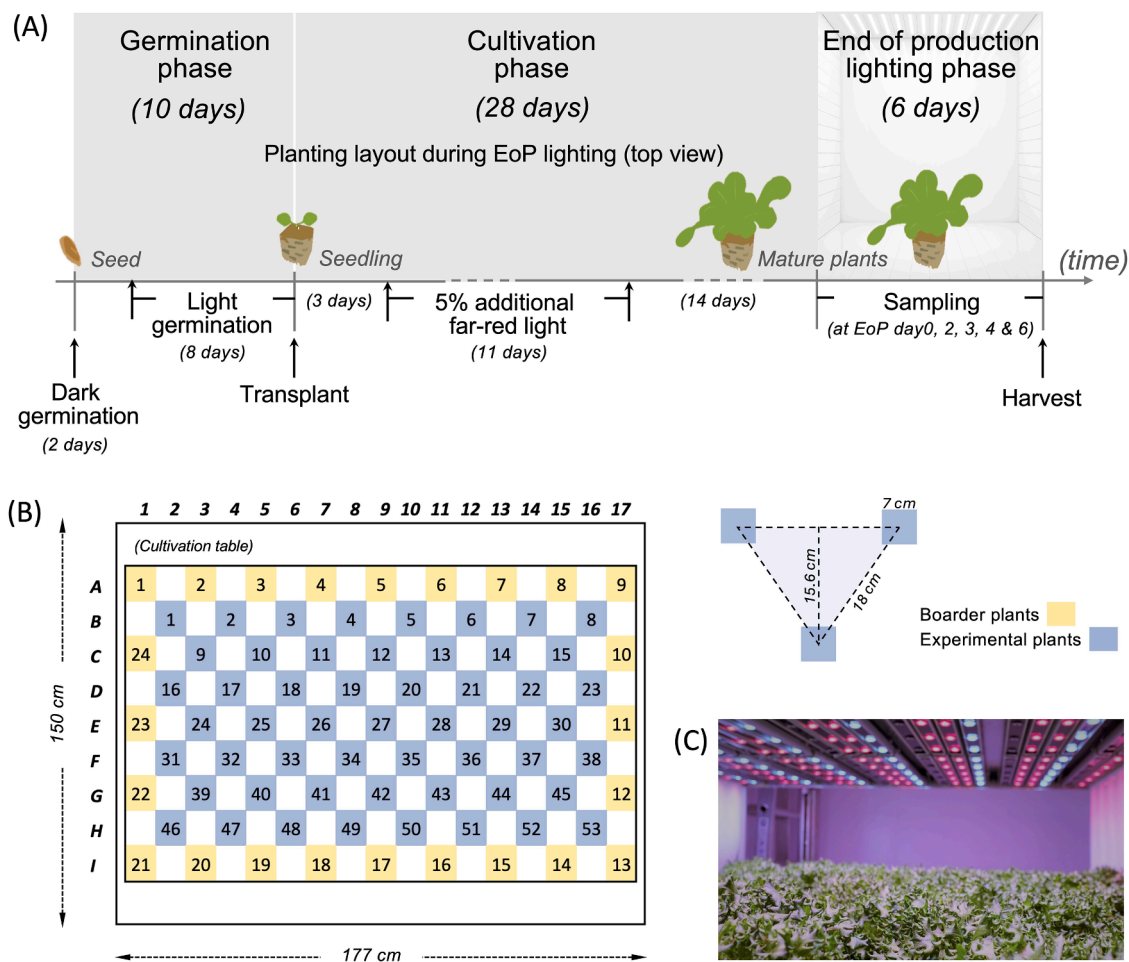 (A)
Germination
phase
(10 days)
Cultivation
phase
(28 days)
End of production
lighting phase
(6 days)
Planting layout during EoP lighting (top view)
Seed
Seedling
Mature plants
(time)
Light
germination
(8 days)
(3 days)
5% additional
far-red light
(11 days)
(14 days)
Sampling
(at EoP day0, 2, 3, 4 & 6)
Dark
germination
(2 days)
Transplant
Harvest
(B)
1 2 3 4 5 6 7 8 9 10 11 12 13 14 15 16 17
(Cultivation table)
A 1 2 3 4 5 6 7 8 9
B 1 2 3 4 5 6 7 8
C 24 9 10 11 12 13 14 15 10
D 16 17 18 19 20 21 22 23
E 23 24 25 26 27 28 29 30 11
F 31 32 33 34 35 36 37 38
G 22 39 40 41 42 43 44 45 12
H 46 47 48 49 50 51 52 53
I 21 20 19 18 17 16 15 14 13
150 cm
177 cm
7 cm
15.6 cm
18 cm
Boarder plants
Experimental plants
(C)